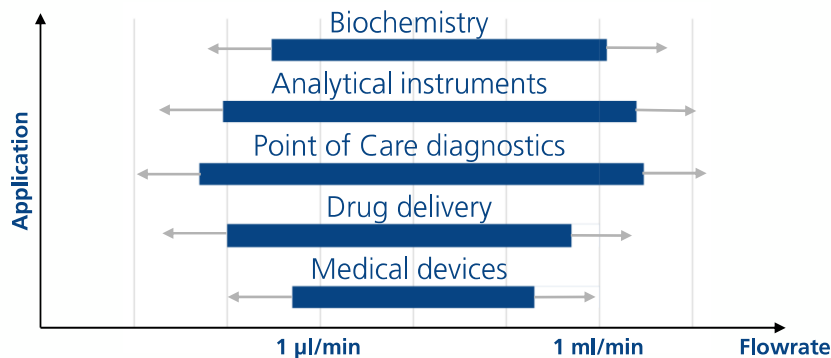 Biochemistry
Analytical instruments
Point of Care diagnostics
Drug delivery
Medical devices
Application
1 µl/min
1 ml/min
Flowrate